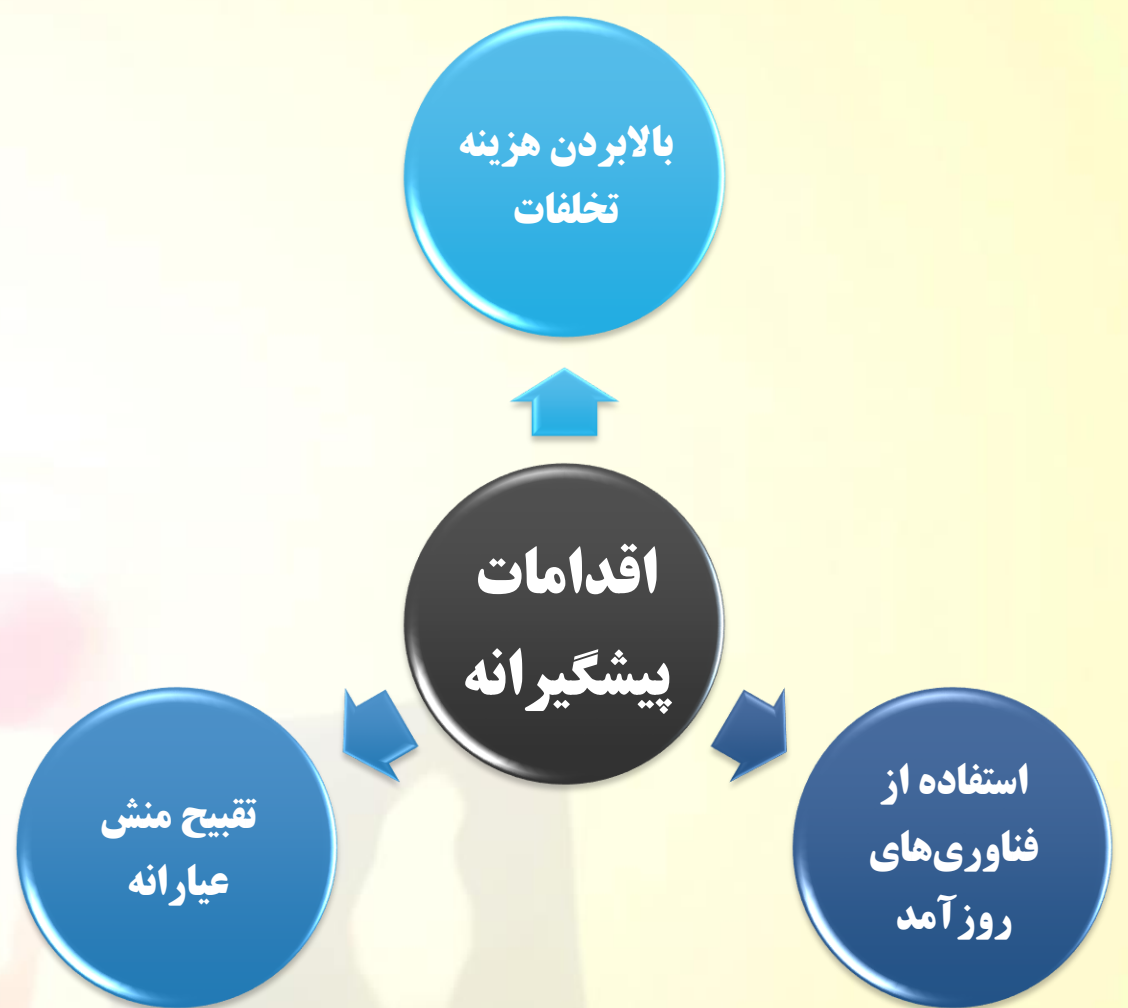 بالابردن هزینه
تخلفات
اقدامات
پیشگیرانه
استفاده از
فناوری‌های
روزآمد
تقبیح منش
عیارانه